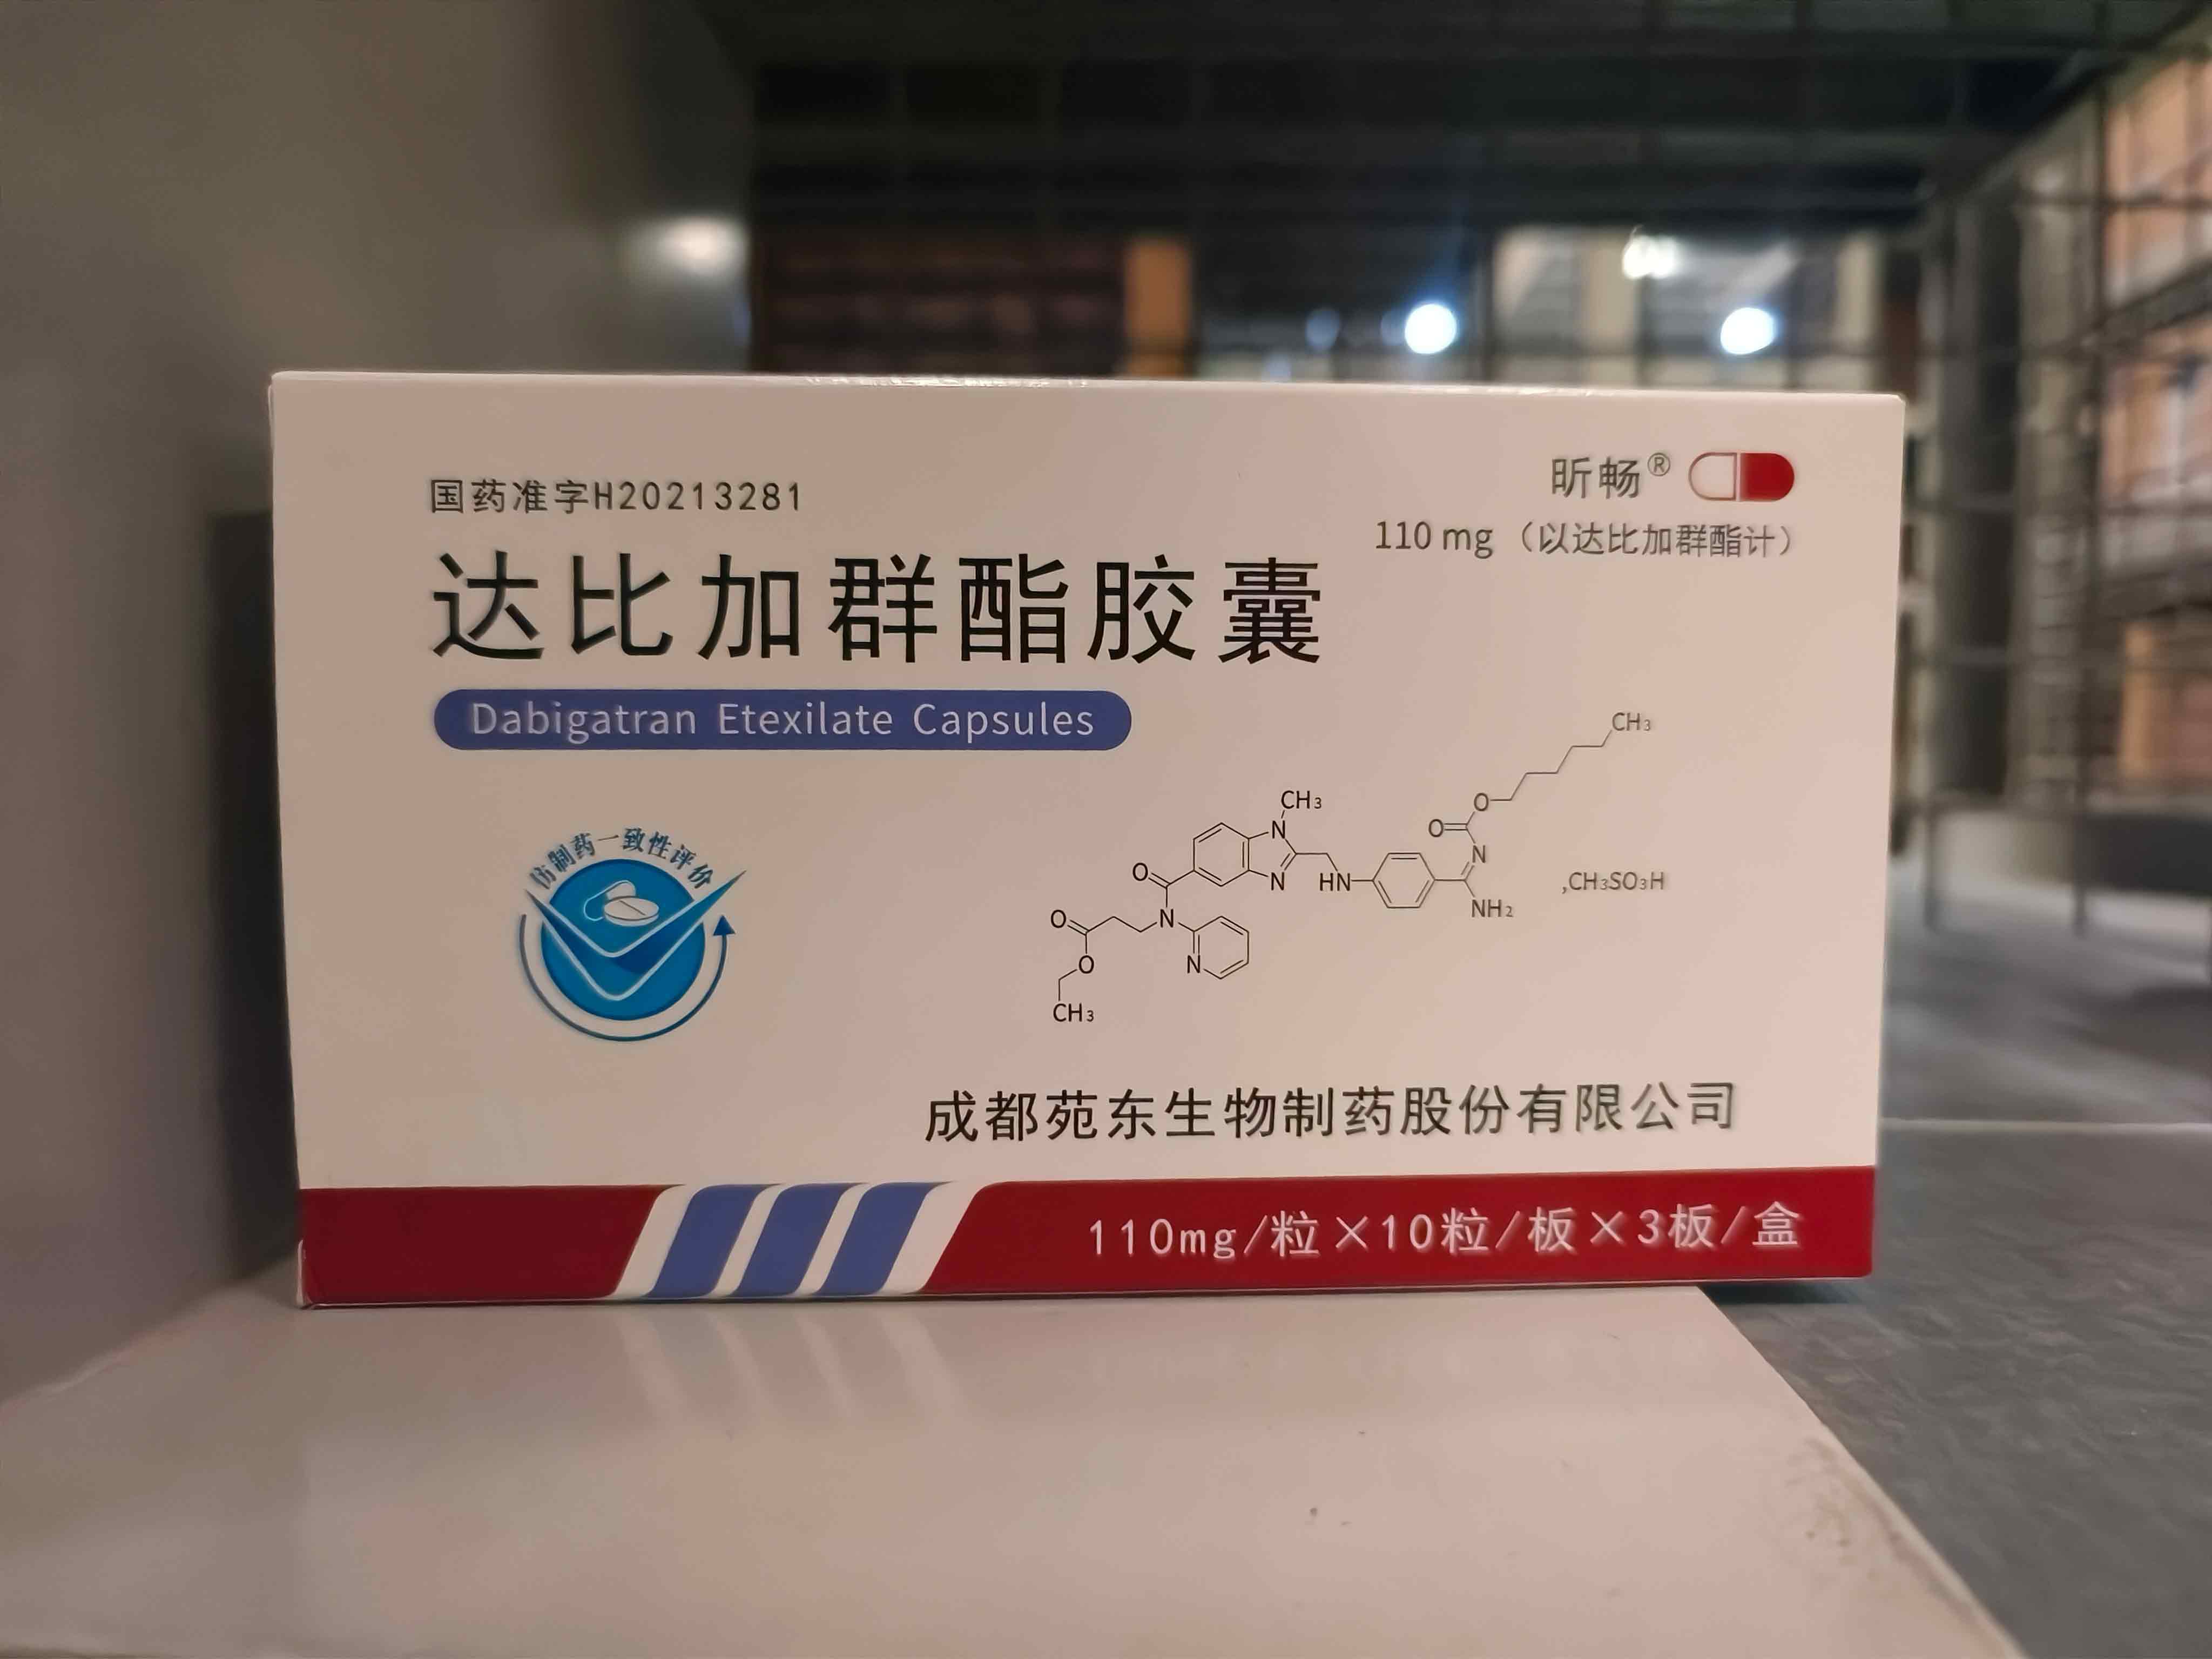 国药准字H20213281
昕畅®
110 mg（以达比加群酯计）
达比加群酯胶囊
Dabigatran Etexilate Capsules
仿制药一致性评价
CH₃
O
O
CH₃
N
N
O
N
HN
NH₂
,CH₃SO₃H
O
N
N
O
CH₃
成都苑东生物制药股份有限公司
110mg/粒×10粒/板×3板/盒